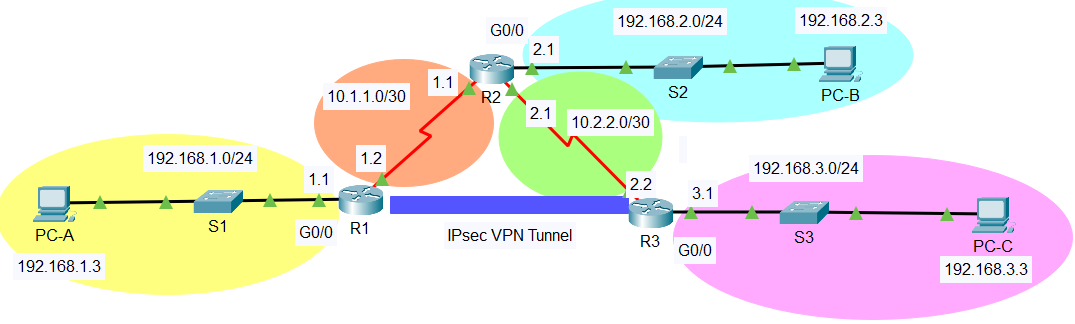 G0/0
192.168.2.0/24
192.168.2.3
2.1
1.1
R2
S2
PC-B
10.1.1.0/30
2.1
10.2.2.0/30
192.168.1.0/24
1.2
192.168.3.0/24
1.1
2.2
3.1
PC-A
S1
G0/0
R1
IPsec VPN Tunnel
R3
G0/0
S3
PC-C
192.168.1.3
192.168.3.3